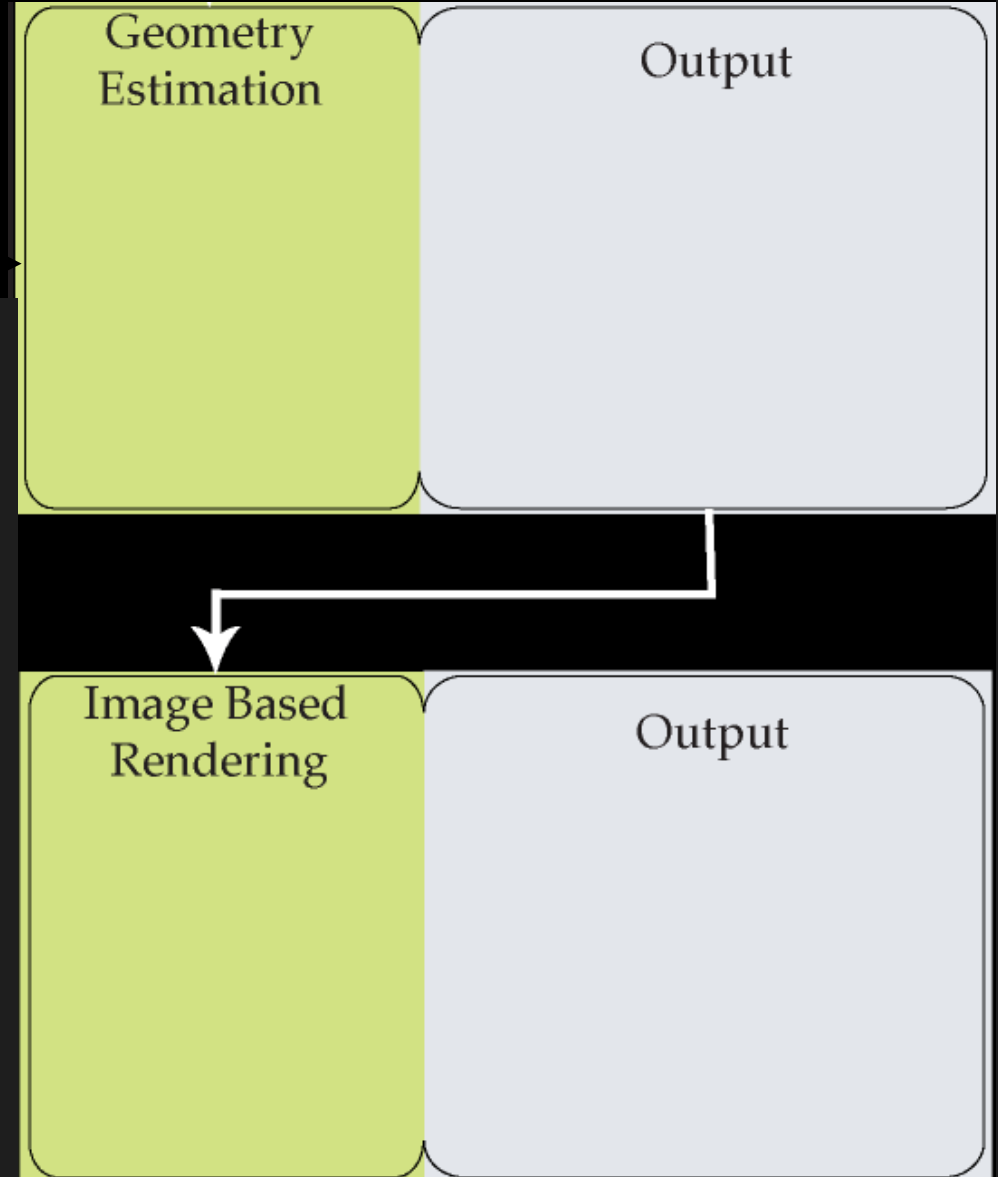 Geometry
Estimation
Output
Image Based
Rendering
Output